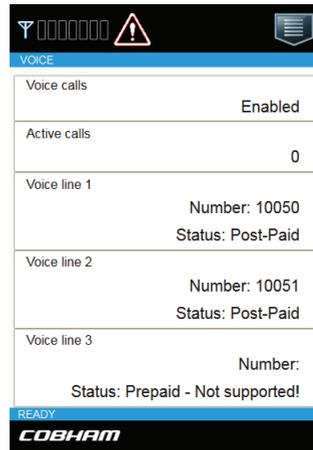 VOICE
Voice calls
Enabled
Active calls
0
Voice line 1
Number: 10050
Status: Post-Paid
Voice line 2
Number: 10051
Status: Post-Paid
Voice line 3
Number:
Status: Prepaid - Not supported!
READY
COBHAM